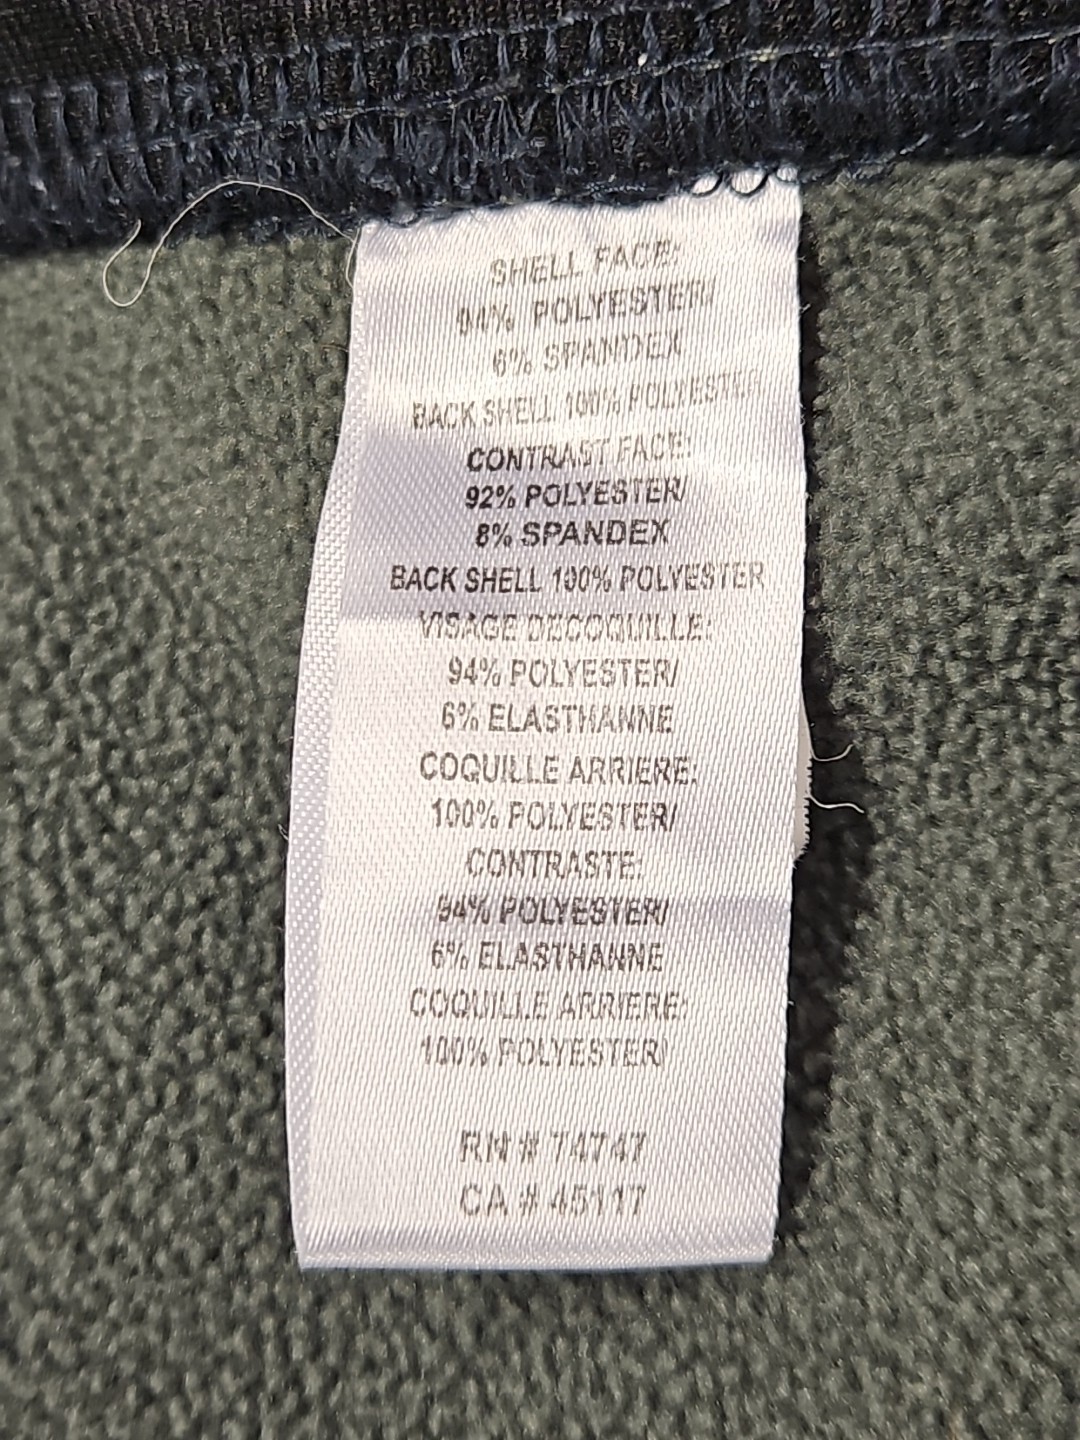 SHELL FACE:
94% POLYESTER/
6% SPANDEX
BACK SHELL 100% POLYESTER
CONTRAST FACE:
92% POLYESTER/
8% SPANDEX
BACK SHELL 100% POLYESTER
VISAGE DECOQUILLE:
94% POLYESTER/
6% ELASTHANNE
COQUILLE ARRIERE:
100% POLYESTER/
CONTRASTE:
94% POLYESTER/
6% ELASTHANNE
COQUILLE ARRIERE:
100% POLYESTER/
RN # 74747
CA # 45117